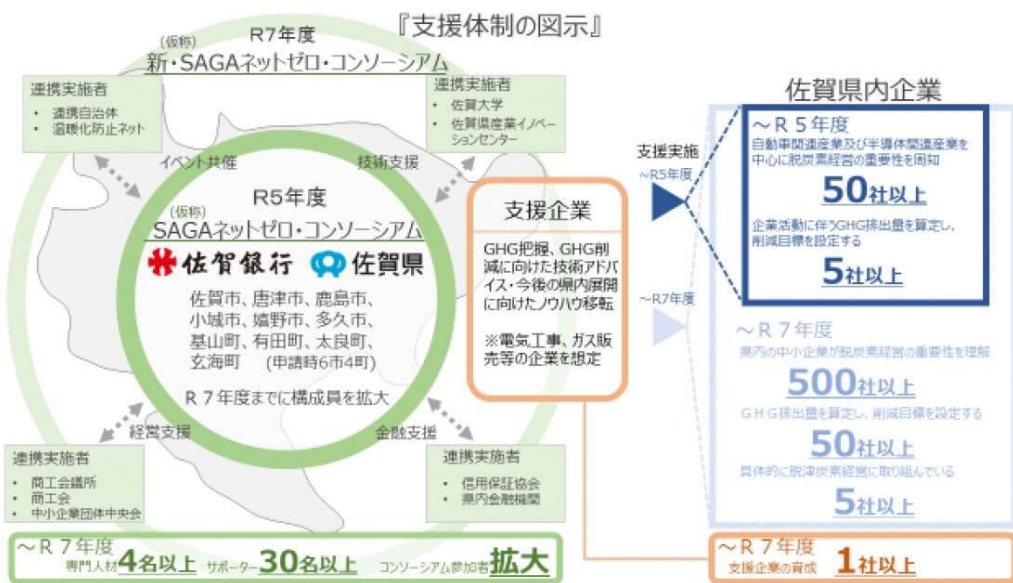 『支援体制の図示』
(仮称) R7年度
新・SAGAネットゼロ・コンソーシアム
連携実施者
• 連携自治体
• 温暖化防止ネット
連携実施者
• 佐賀大学
• 佐賀県産業イノベー
ションセンター
イベント共催
技術支援
R5年度
(仮称)
SAGAネットゼロ・コンソーシアム
佐賀銀行 佐賀県
佐賀市、唐津市、鹿島市、
小城市、嬉野市、多久市、
基山町、有田町、太良町、
玄海町 (申請時6市4町)
R7年度までに構成員を拡大
経営支援
金融支援
連携実施者
• 商工会議所
• 商工会
• 中小企業団体中央会
連携実施者
• 信用保証協会
• 県内金融機関
~R7年度
専門人材4名以上 サポーター30名以上 コンソーシアム参加者拡大
支援企業
GHG把握、GHG削
減に向けた技術アドバ
イス・今後の県内展開
に向けたノウハウ移転
※電気工事、ガス販
売等の企業を想定
支援実施
~R5年度
~R7年度
佐賀県内企業
~R5年度
自動車関連産業及び半導体関連産業を
中心に脱炭素経営の重要性を周知
50社以上
企業活動に伴うGHG排出量を算定し、
削減目標を設定する
5社以上
~R7年度
県内の中小企業が脱炭素経営の重要性を理解
500社以上
GHG排出量を算定し、削減目標を設定する
50社以上
具体的に脱津炭素経営に取り組んでいる
5社以上
~R7年度
支援企業の育成 1社以上